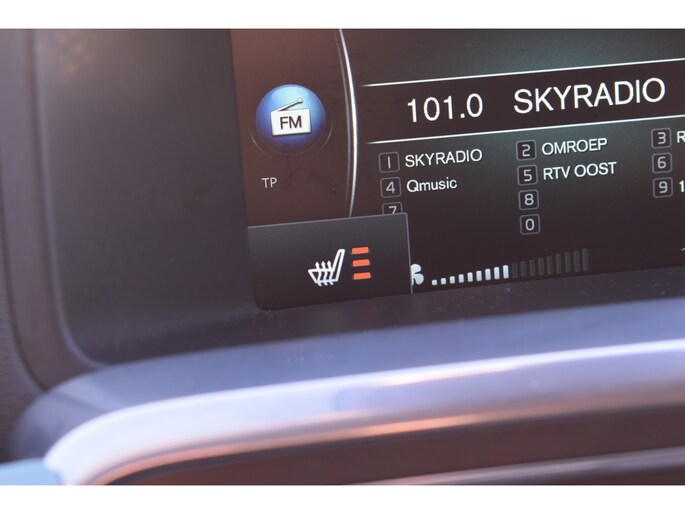 FM
TP
101.0 SKYRADIO
1 SKYRADIO 2 OMROEP 3 R
4 Qmusic 5 RTV OOST 6
7 8 9 1
0